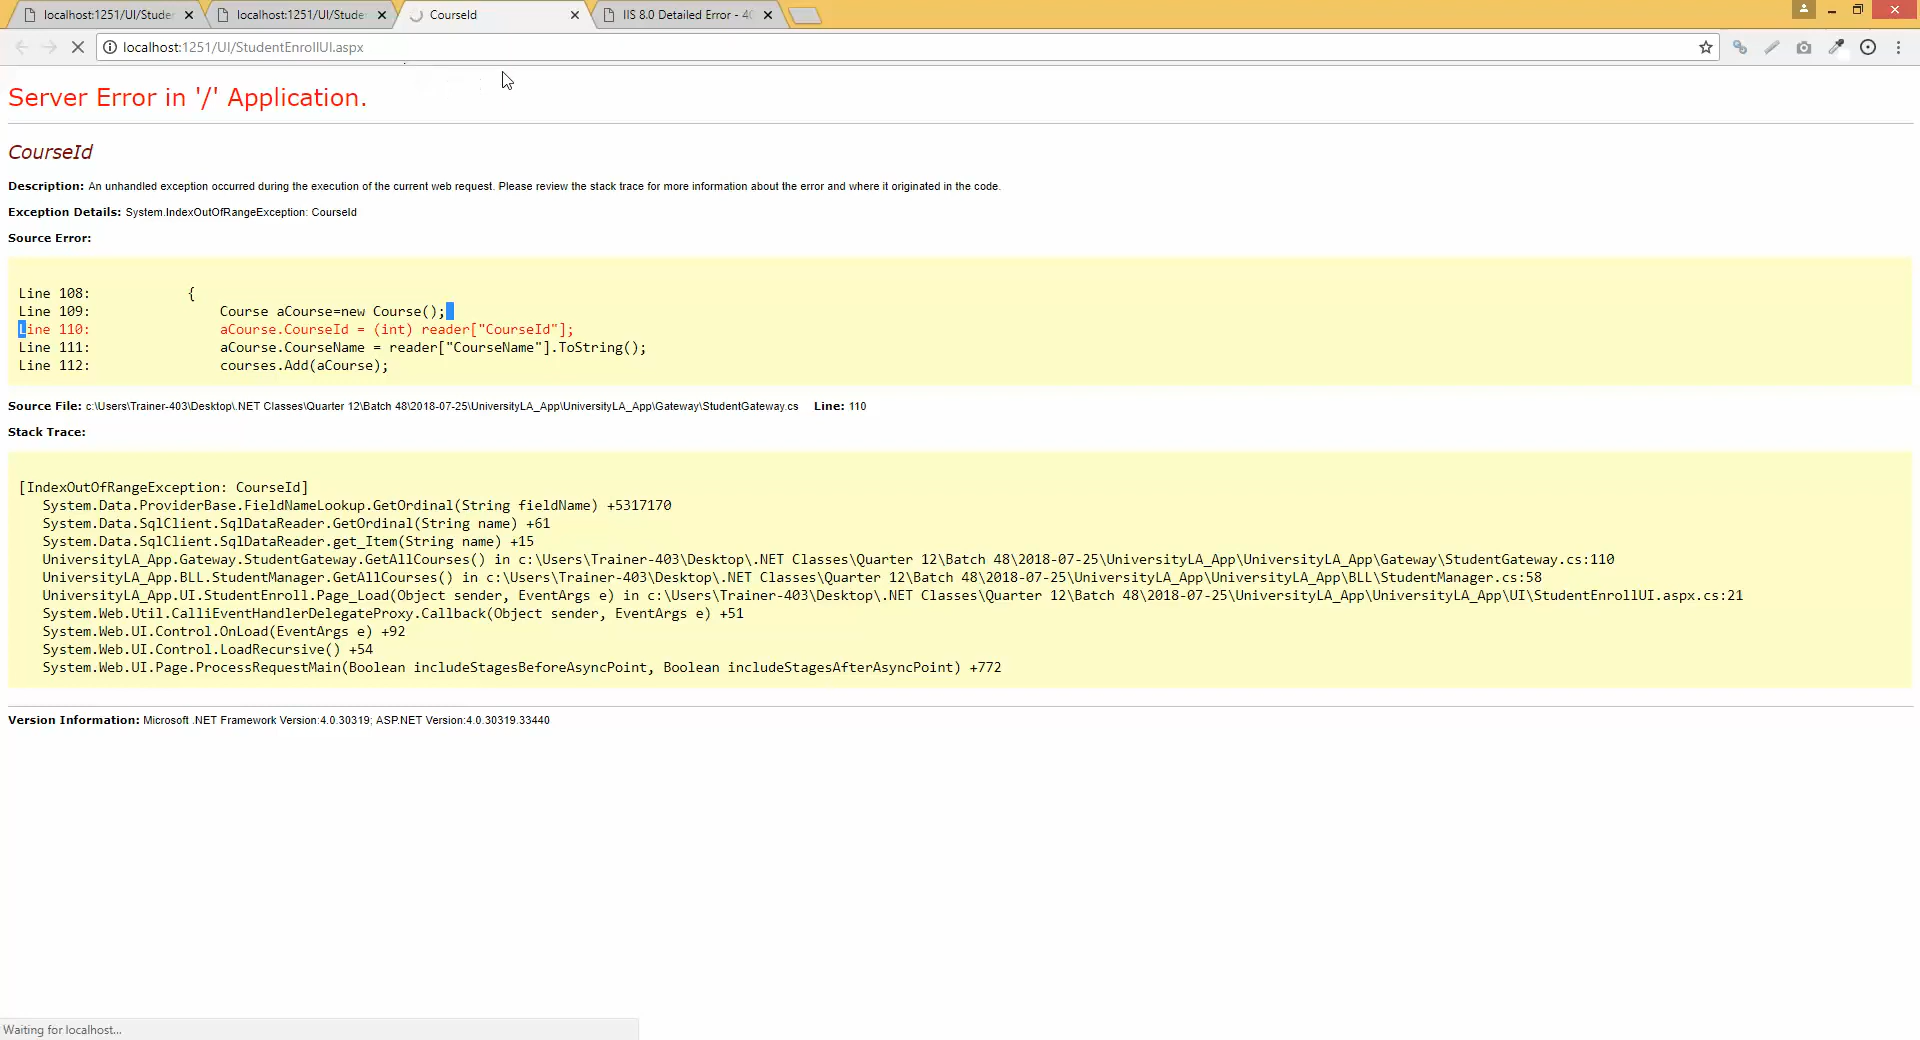 localhost:1251/UI/Stude
localhost:1251/UI/Stude
CourseId
IIS 8.0 Detailed Error - 40
localhost:1251/UI/StudentEnrollUI.aspx
Server Error in '/' Application.
CourseId
Description: An unhandled exception occurred during the execution of the current web request. Please review the stack trace for more information about the error and where it originated in the code.
Exception Details: System.IndexOutOfRangeException: CourseId
Source Error:
Line 108:            {
Line 109:                Course aCourse=new Course();
Line 110:                aCourse.CourseId = (int) reader["CourseId"];
Line 111:                aCourse.CourseName = reader["CourseName"].ToString();
Line 112:                courses.Add(aCourse);
Source File: c:\Users\Trainer-403\Desktop\.NET Classes\Quarter 12\Batch 48\2018-07-25\UniversityLA_App\UniversityLA_App\Gateway\StudentGateway.cs    Line: 110
Stack Trace:
[IndexOutOfRangeException: CourseId]
System.Data.ProviderBase.FieldNameLookup.GetOrdinal(String fieldName) +5317170
System.Data.SqlClient.SqlDataReader.GetOrdinal(String name) +61
System.Data.SqlClient.SqlDataReader.get_Item(String name) +15
UniversityLA_App.Gateway.StudentGateway.GetAllCourses() in c:\Users\Trainer-403\Desktop\.NET Classes\Quarter 12\Batch 48\2018-07-25\UniversityLA_App\UniversityLA_App\Gateway\StudentGateway.cs:110
UniversityLA_App.BLL.StudentManager.GetAllCourses() in c:\Users\Trainer-403\Desktop\.NET Classes\Quarter 12\Batch 48\2018-07-25\UniversityLA_App\UniversityLA_App\BLL\StudentManager.cs:58
UniversityLA_App.UI.StudentEnroll.Page_Load(Object sender, EventArgs e) in c:\Users\Trainer-403\Desktop\.NET Classes\Quarter 12\Batch 48\2018-07-25\UniversityLA_App\UniversityLA_App\UI\StudentEnrollUI.aspx.cs:21
System.Web.Util.CalliEventHandlerDelegateProxy.Callback(Object sender, EventArgs e) +51
System.Web.UI.Control.OnLoad(EventArgs e) +92
System.Web.UI.Control.LoadRecursive() +54
System.Web.UI.Page.ProcessRequestMain(Boolean includeStagesBeforeAsyncPoint, Boolean includeStagesAfterAsyncPoint) +772
Version Information: Microsoft .NET Framework Version:4.0.30319; ASP.NET Version:4.0.30319.33440
Waiting for localhost...